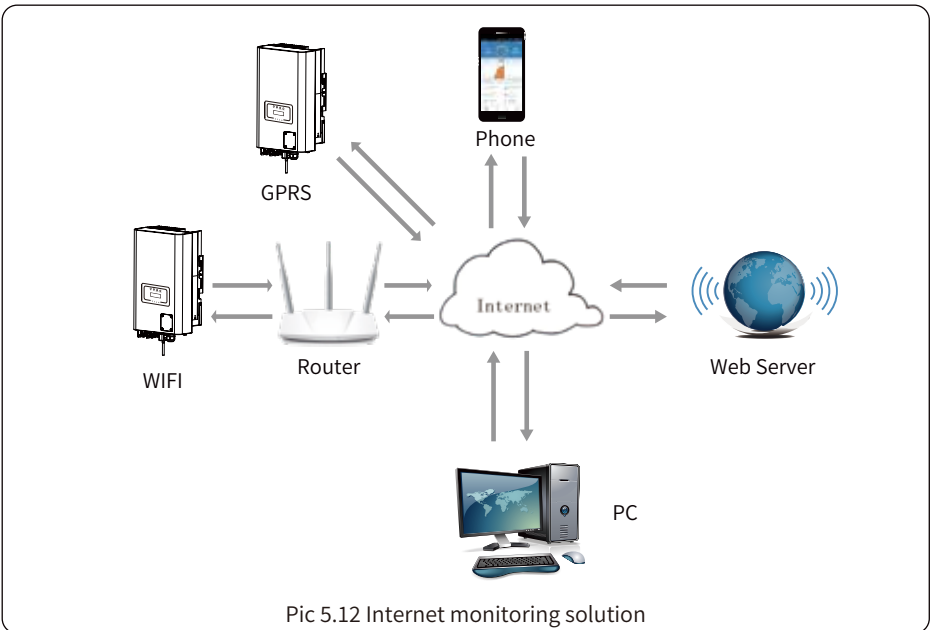 Phone
GPRS
Internet
WIFI
Router
Web Server
PC
Pic 5.12 Internet monitoring solution